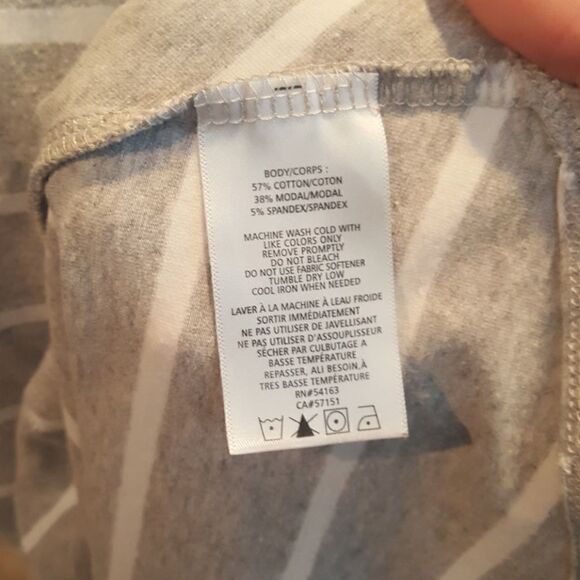 BODY/CORPS :
57% COTTON/COTON
38% MODAL/MODAL
5% SPANDEX/SPANDEX
MACHINE WASH COLD WITH
LIKE COLORS ONLY
REMOVE PROMPTLY
DO NOT BLEACH
DO NOT USE FABRIC SOFTENER
TUMBLE DRY LOW
COOL IRON WHEN NEEDED
LAVER À LA MACHINE À LEAU FROIDE
SORTIR IMMÉDIATEMENT
NE PAS UTILISER DE JAVELLISANT
NE PAS UTILISER D'ASSOUPLISSEUR
SÉCHER PAR CULBUTAGE A
BASSE TEMPÉRATURE
REPASSER, AU BESOIN, À
TRES BASSE TEMPÉRATURE
RN#54163
CA#57151